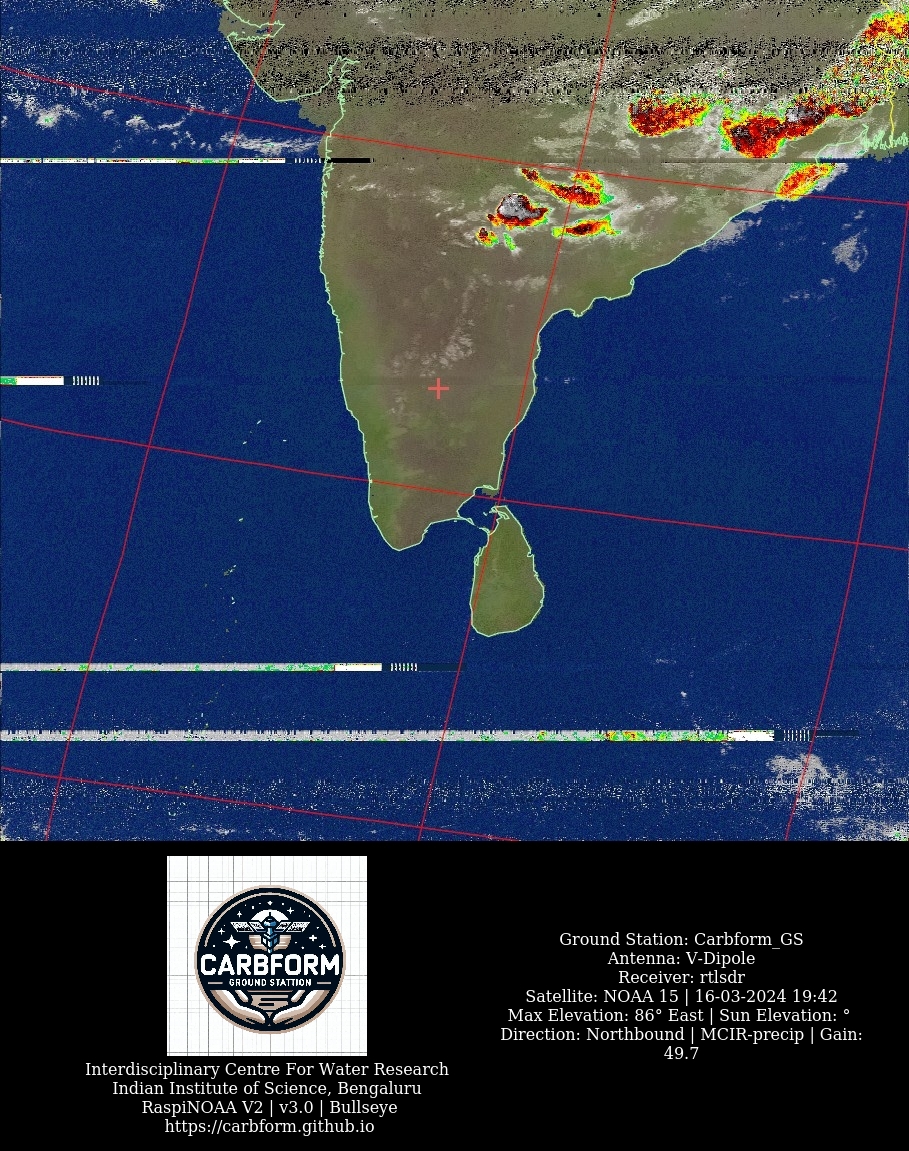 CARBFORM
GROUND STATION
Interdisciplinary Centre For Water Research
Indian Institute of Science, Bengaluru
RaspiNOAA V2 | v3.0 | Bullseye
https://carbform.github.io
Ground Station: Carbform_GS
Antenna: V-Dipole
Receiver: rtlsdr
Satellite: NOAA 15 | 16-03-2024 19:42
Max Elevation: 86° East | Sun Elevation: °
Direction: Northbound | MCIR-precip | Gain:
49.7